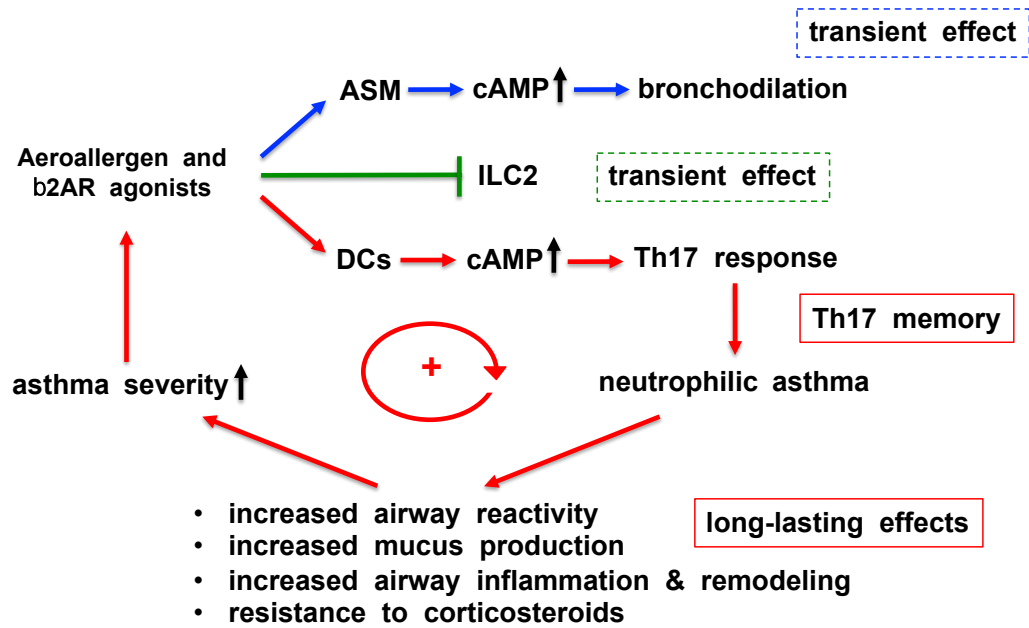 transient effect
ASM cAMP bronchodilation
Aeroallergen and
b2AR agonists
ILC2
transient effect
DCs cAMP Th17 response
Th17 memory
+
asthma severity
neutrophilic asthma
• increased airway reactivity
• increased mucus production
• increased airway inflammation & remodeling
• resistance to corticosteroids
long-lasting effects